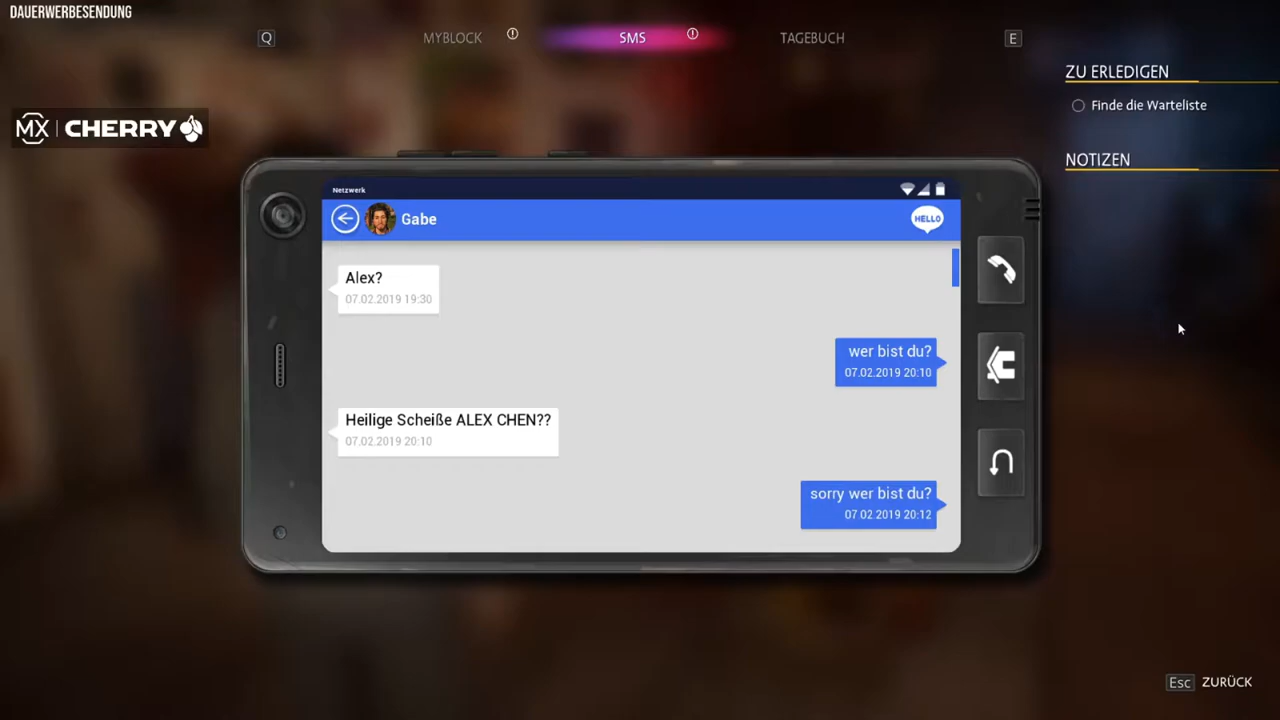 DAUERWERBESENDUNG
Q
MYBLOCK
SMS
TAGEBUCH
E
ZU ERLEDIGEN
Finde die Warteliste
NOTIZEN
MX | CHERRY
Netzwerk
Gabe
HELLO
Alex?
07.02.2019 19:30
wer bist du?
07.02.2019 20:10
Heilige Scheiße ALEX CHEN??
07.02.2019 20:10
sorry wer bist du?
07.02.2019 20:12
Esc ZURÜCK